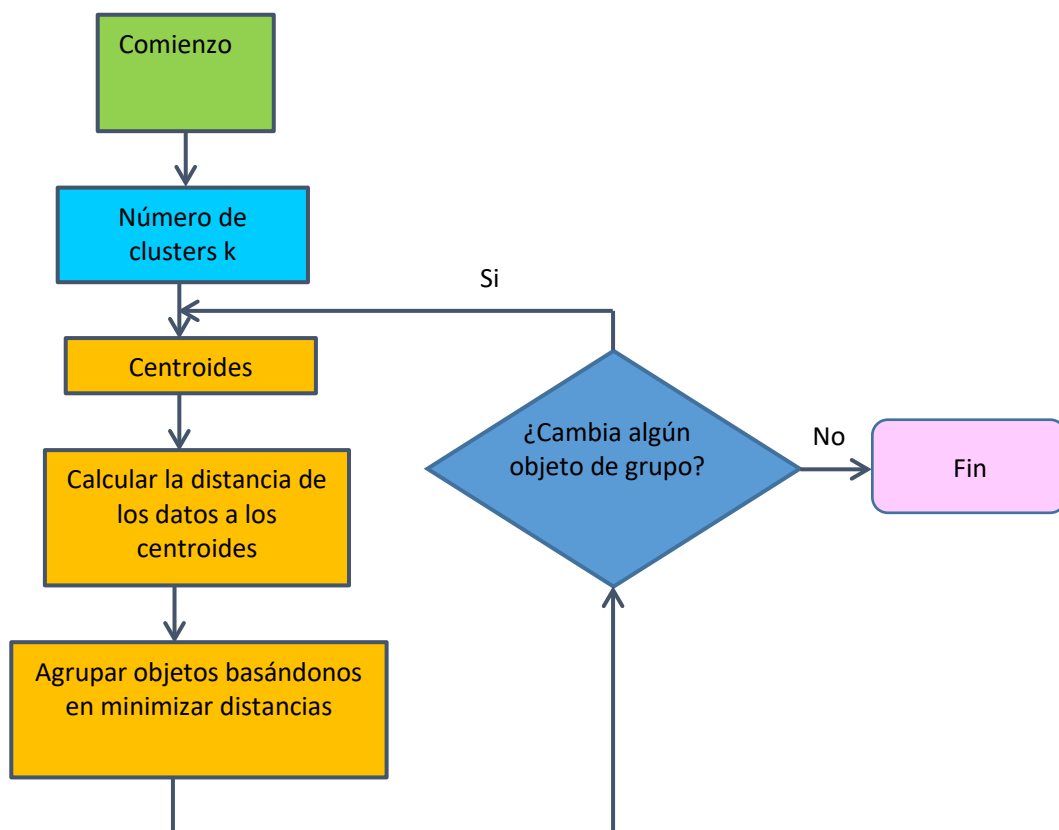 Comienzo
Número de
clusters k
Si
Centroides
¿Cambia algún
objeto de grupo?
No
Fin
Calcular la distancia de
los datos a los
centroides
Agrupar objetos basándonos
en minimizar distancias